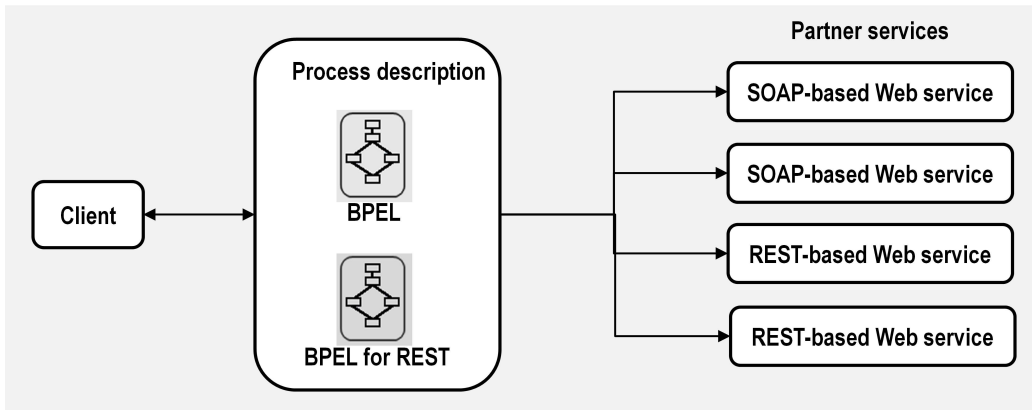 Partner services
Process description
SOAP-based Web service
SOAP-based Web service
BPEL
Client
REST-based Web service
REST-based Web service
BPEL for REST